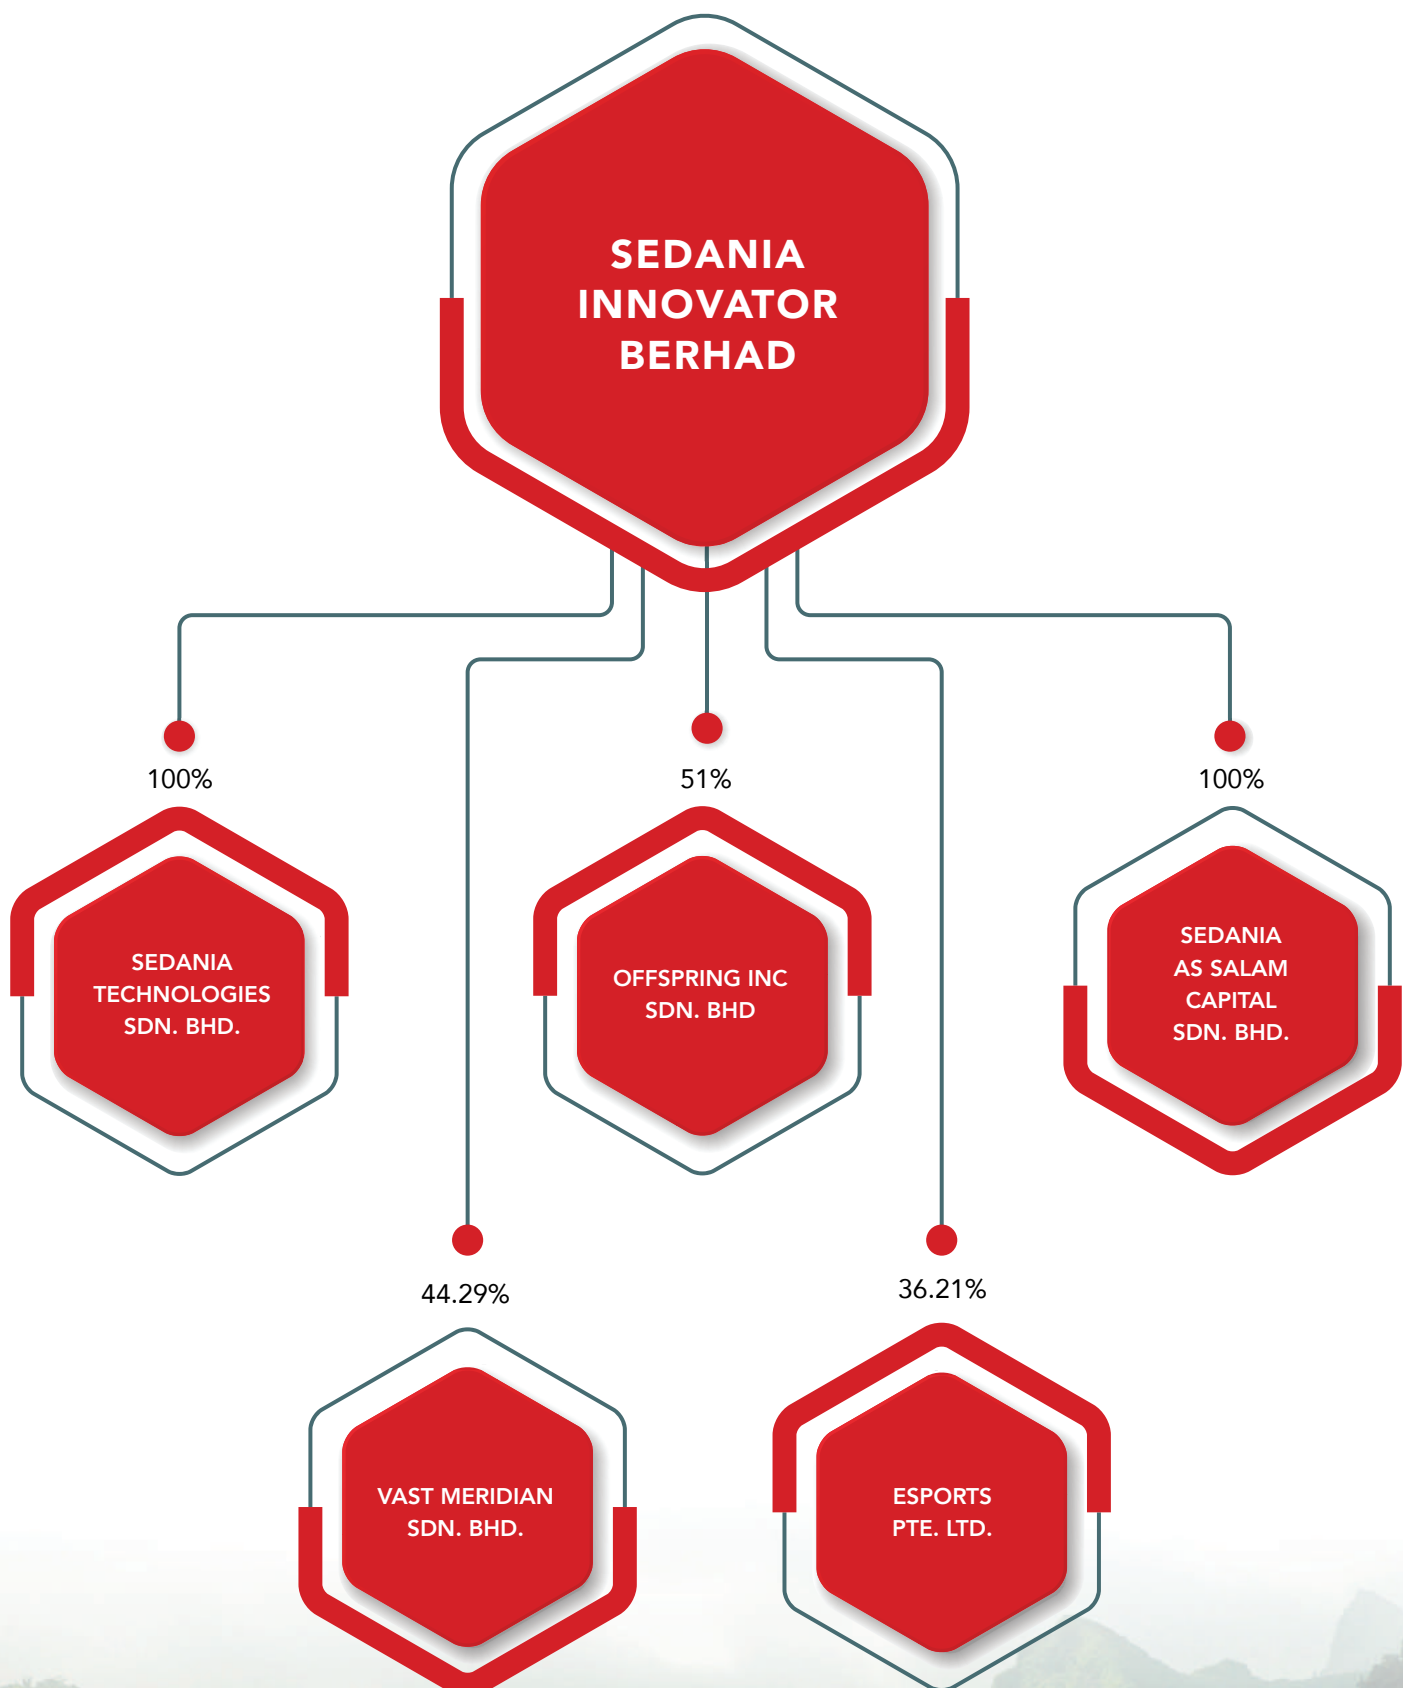 SEDANIA
INNOVATOR
BERHAD
100%
SEDANIA
TECHNOLOGIES
SDN. BHD.
51%
OFFSPRING INC
SDN. BHD
100%
SEDANIA
AS SALAM
CAPITAL
SDN. BHD.
44.29%
VAST MERIDIAN
SDN. BHD.
36.21%
ESPORTS
PTE. LTD.